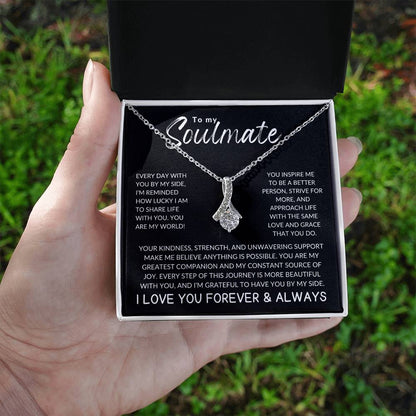 To my
Soulmate
EVERY DAY WITH
YOU BY MY SIDE,
I'M REMINDED
HOW LUCKY I AM
TO SHARE LIFE
WITH YOU. YOU
ARE MY WORLD!
YOU INSPIRE ME
TO BE A BETTER
PERSON, STRIVE FOR
MORE, AND
APPROACH LIFE
WITH THE SAME
LOVE AND GRACE
THAT YOU DO.
YOUR KINDNESS, STRENGTH, AND UNWAVERING SUPPORT
MAKE ME BELIEVE ANYTHING IS POSSIBLE. YOU ARE MY
GREATEST COMPANION AND MY CONSTANT SOURCE OF
JOY. EVERY STEP OF THIS JOURNEY IS MORE BEAUTIFUL
WITH YOU, AND I'M GRATEFUL TO HAVE YOU BY MY SIDE.
I LOVE YOU FOREVER & ALWAYS